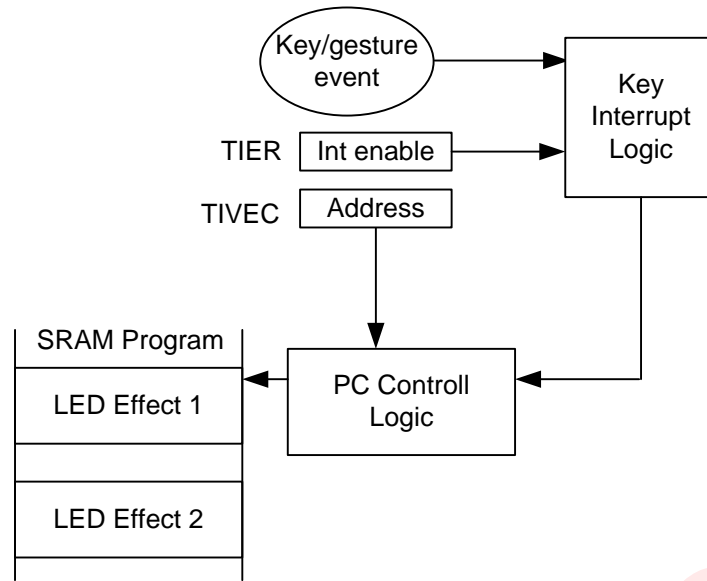 Key/gesture
event
Key
Interrupt
Logic
TIER
Int enable
TIVEC
Address
SRAM Program
LED Effect 1
LED Effect 2
PC Controll
Logic